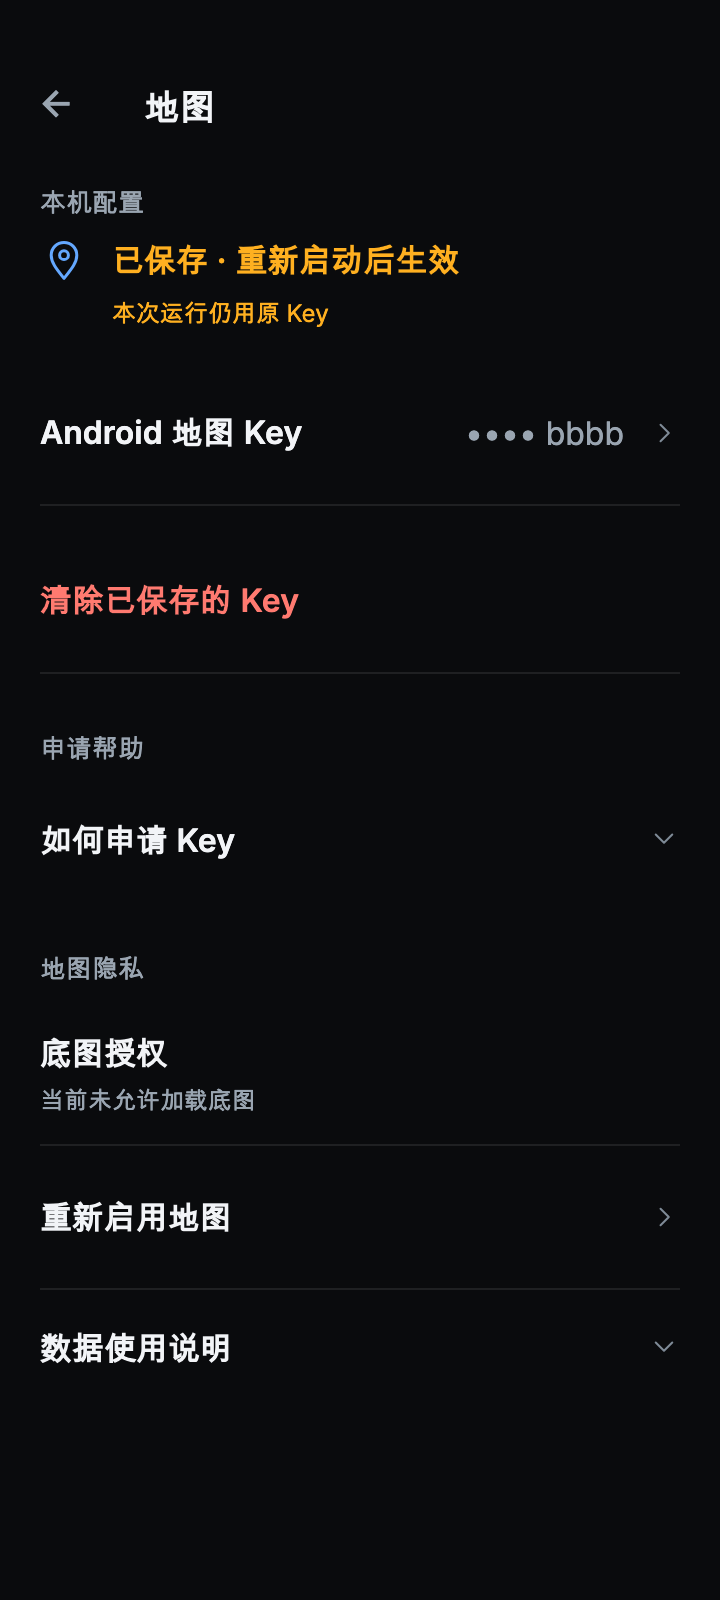 地图
本机配置
已保存 · 重新启动后生效
本次运行仍用原 Key
Android 地图 Key
•••• bbbb
清除已保存的 Key
申请帮助
如何申请 Key
地图隐私
底图授权
当前未允许加载底图
重新启用地图
数据使用说明